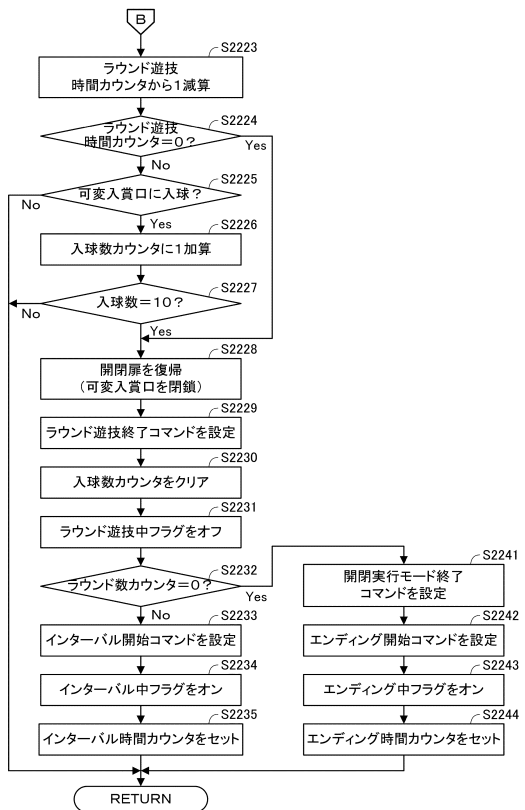 B
S2223
ラウンド遊技
時間カウンタから1減算
S2224
ラウンド遊技
時間カウンタ=0?
Yes
No
S2225
可変入賞口に入球?
No
Yes
S2226
入球数カウンタに1加算
S2227
入球数=10?
No
Yes
S2228
開閉扉を復帰
(可変入賞口を閉鎖)
S2229
ラウンド遊技終了コマンドを設定
S2230
入球数カウンタをクリア
S2231
ラウンド遊技中フラグをオフ
S2232
ラウンド数カウンタ=0?
Yes
No
S2233
インターバル開始コマンドを設定
S2234
インターバル中フラグをオン
S2235
インターバル時間カウンタをセット
S2241
開閉実行モード終了
コマンドを設定
S2242
エンディング開始コマンドを設定
S2243
エンディング中フラグをオン
S2244
エンディング時間カウンタをセット
RETURN